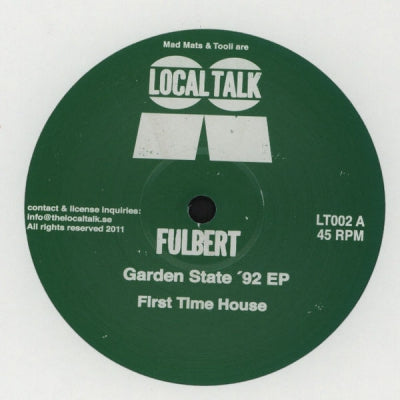 Mad Mats & Tooli are
LOCAL TALK
contact & license inquiries:
info@thelocaltalk.se
All rights reserved 2011
LT002 A
45 RPM
FULBERT
Garden State ´92 EP
First Time House